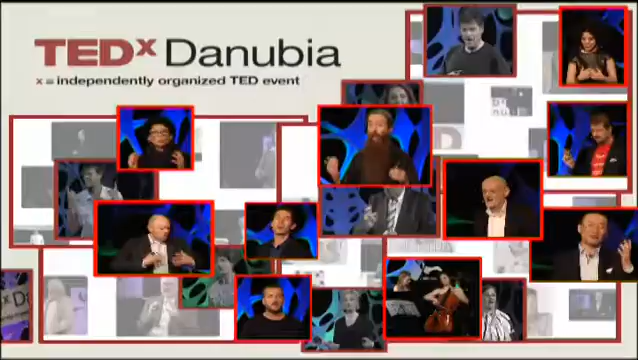 TEDx Danubia
x = independently organized TED event